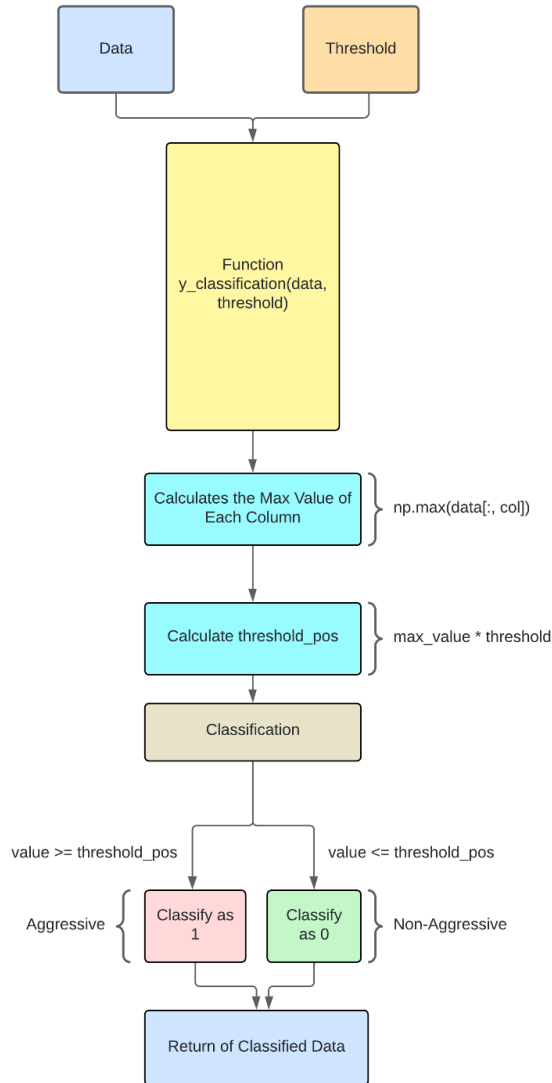 Data
Threshold
Function
y_classification(data,
threshold)
Calculates the Max Value of
Each Column
np.max(data[:, col])
Calculate threshold_pos
max_value * threshold
Classification
value >= threshold_pos
value <= threshold_pos
Aggressive
Classify as
1
Classify
as 0
Non-Aggressive
Return of Classified Data